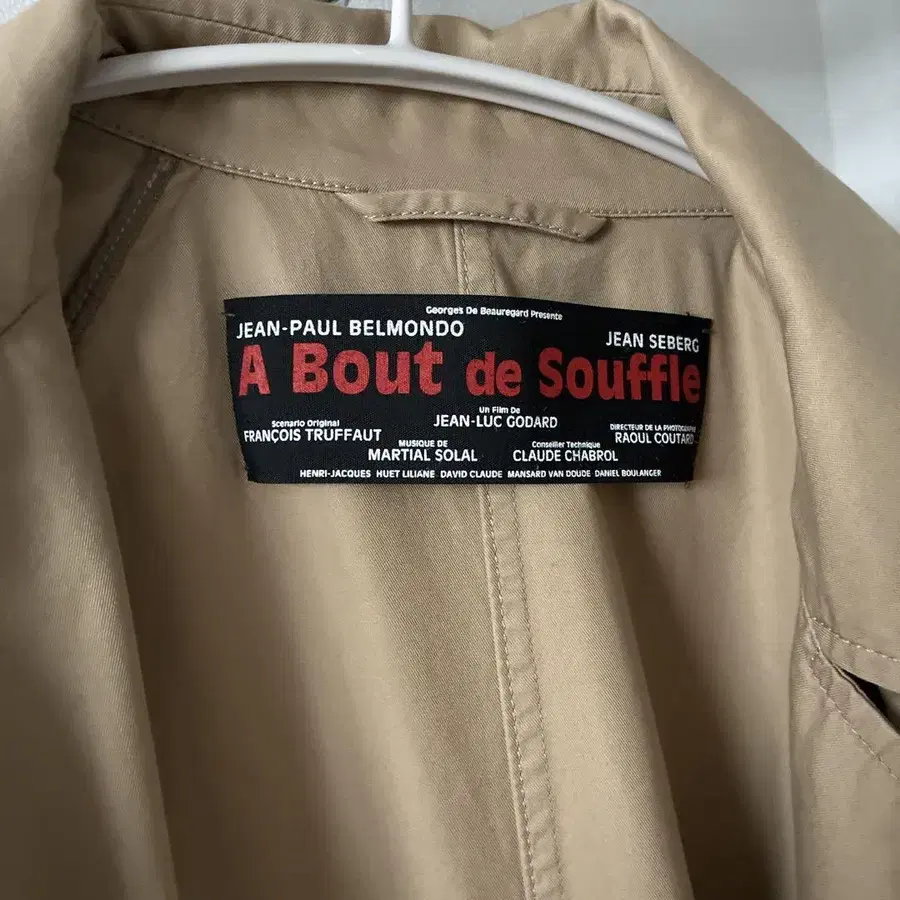 Georges De Beauregard Presente
JEAN-PAUL BELMONDO JEAN SEBERG
A Bout de Souffle
Un Film De
JEAN-LUC GODARD
Scenario Original
FRANÇOIS TRUFFAUT
DIRECTEUR DE LA PHOTOGRAPHIE
RAOUL COUTARD
MUSIQUE DE
MARTIAL SOLAL
Conseiller Technique
CLAUDE CHABROL
HENRI-JACQUES HUET LILIANE DAVID CLAUDE MANSARD VAN DOUDE DANIEL BOULANGER